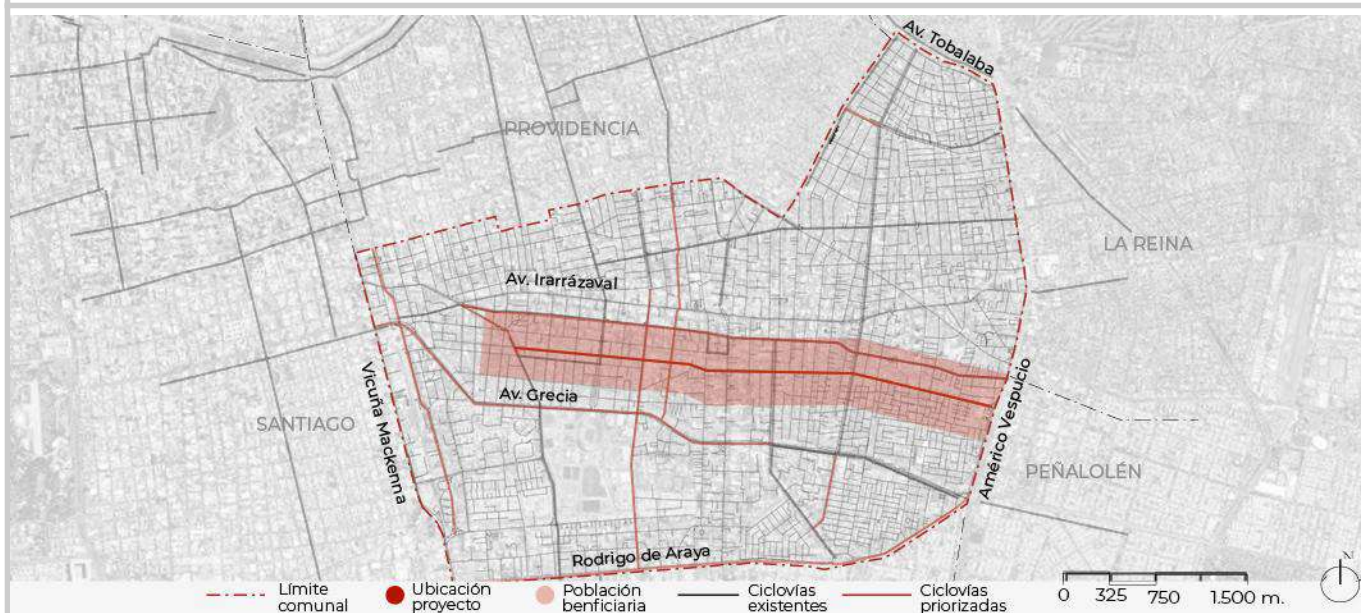 Av. Tobalaba
PROVIDENCIA
LA REINA
Av. Irarrázaval
Vicuña Mackenna
Av. Grecia
SANTIAGO
Américo Vespucio
PEÑALOLÉN
Rodrigo de Araya
N
Límite
comunal
Ubicación
proyecto
Población
benficiaria
Ciclovías
existentes
Ciclovías
priorizadas
0 325 750 1.500 m.